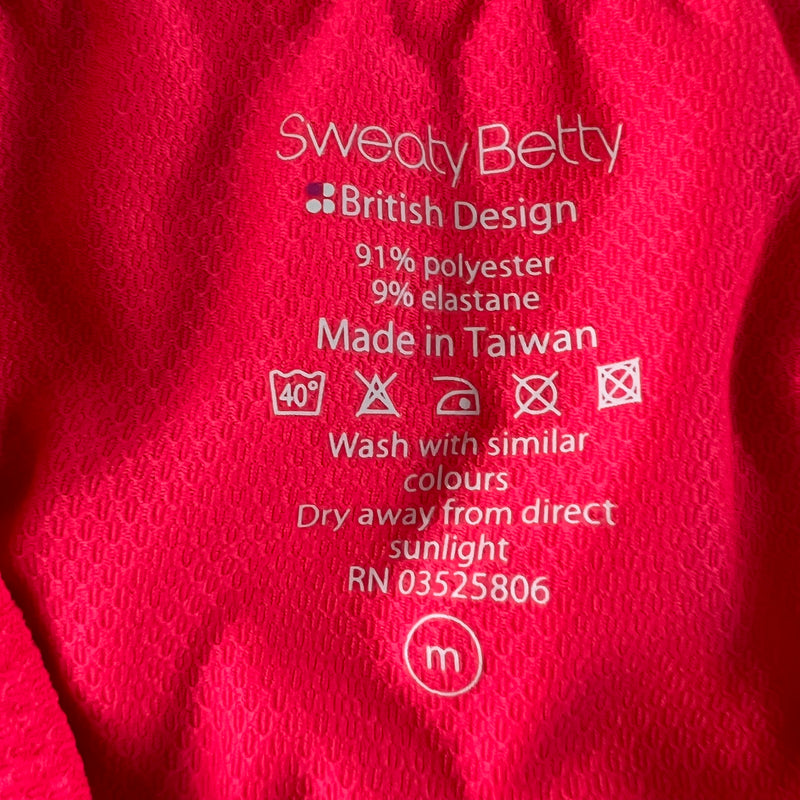 Sweaty Betty
British Design
91% polyester
9% elastane
Made in Taiwan
40°
Wash with similar
colours
Dry away from direct
sunlight
RN 03525806
m